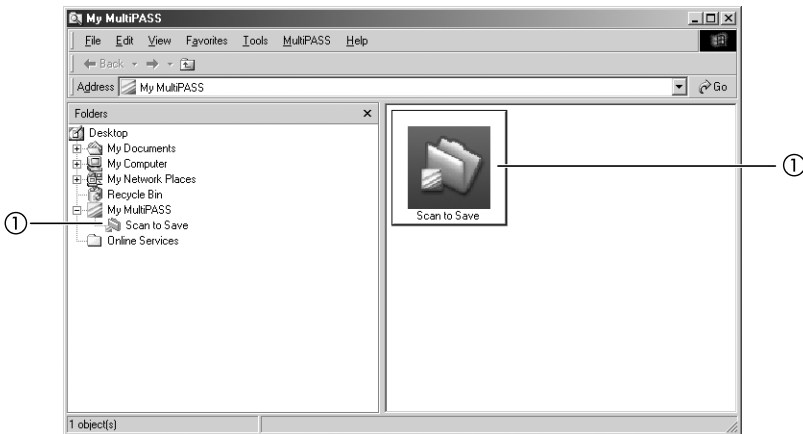 My MultiPASS
File Edit View Favorites Tools MultiPASS Help
Back
Address My MultiPASS Go
Folders
Desktop
My Documents
My Computer
My Network Places
Recycle Bin
My MultiPASS
① Scan to Save
Online Services
Scan to Save ①
1 object(s)